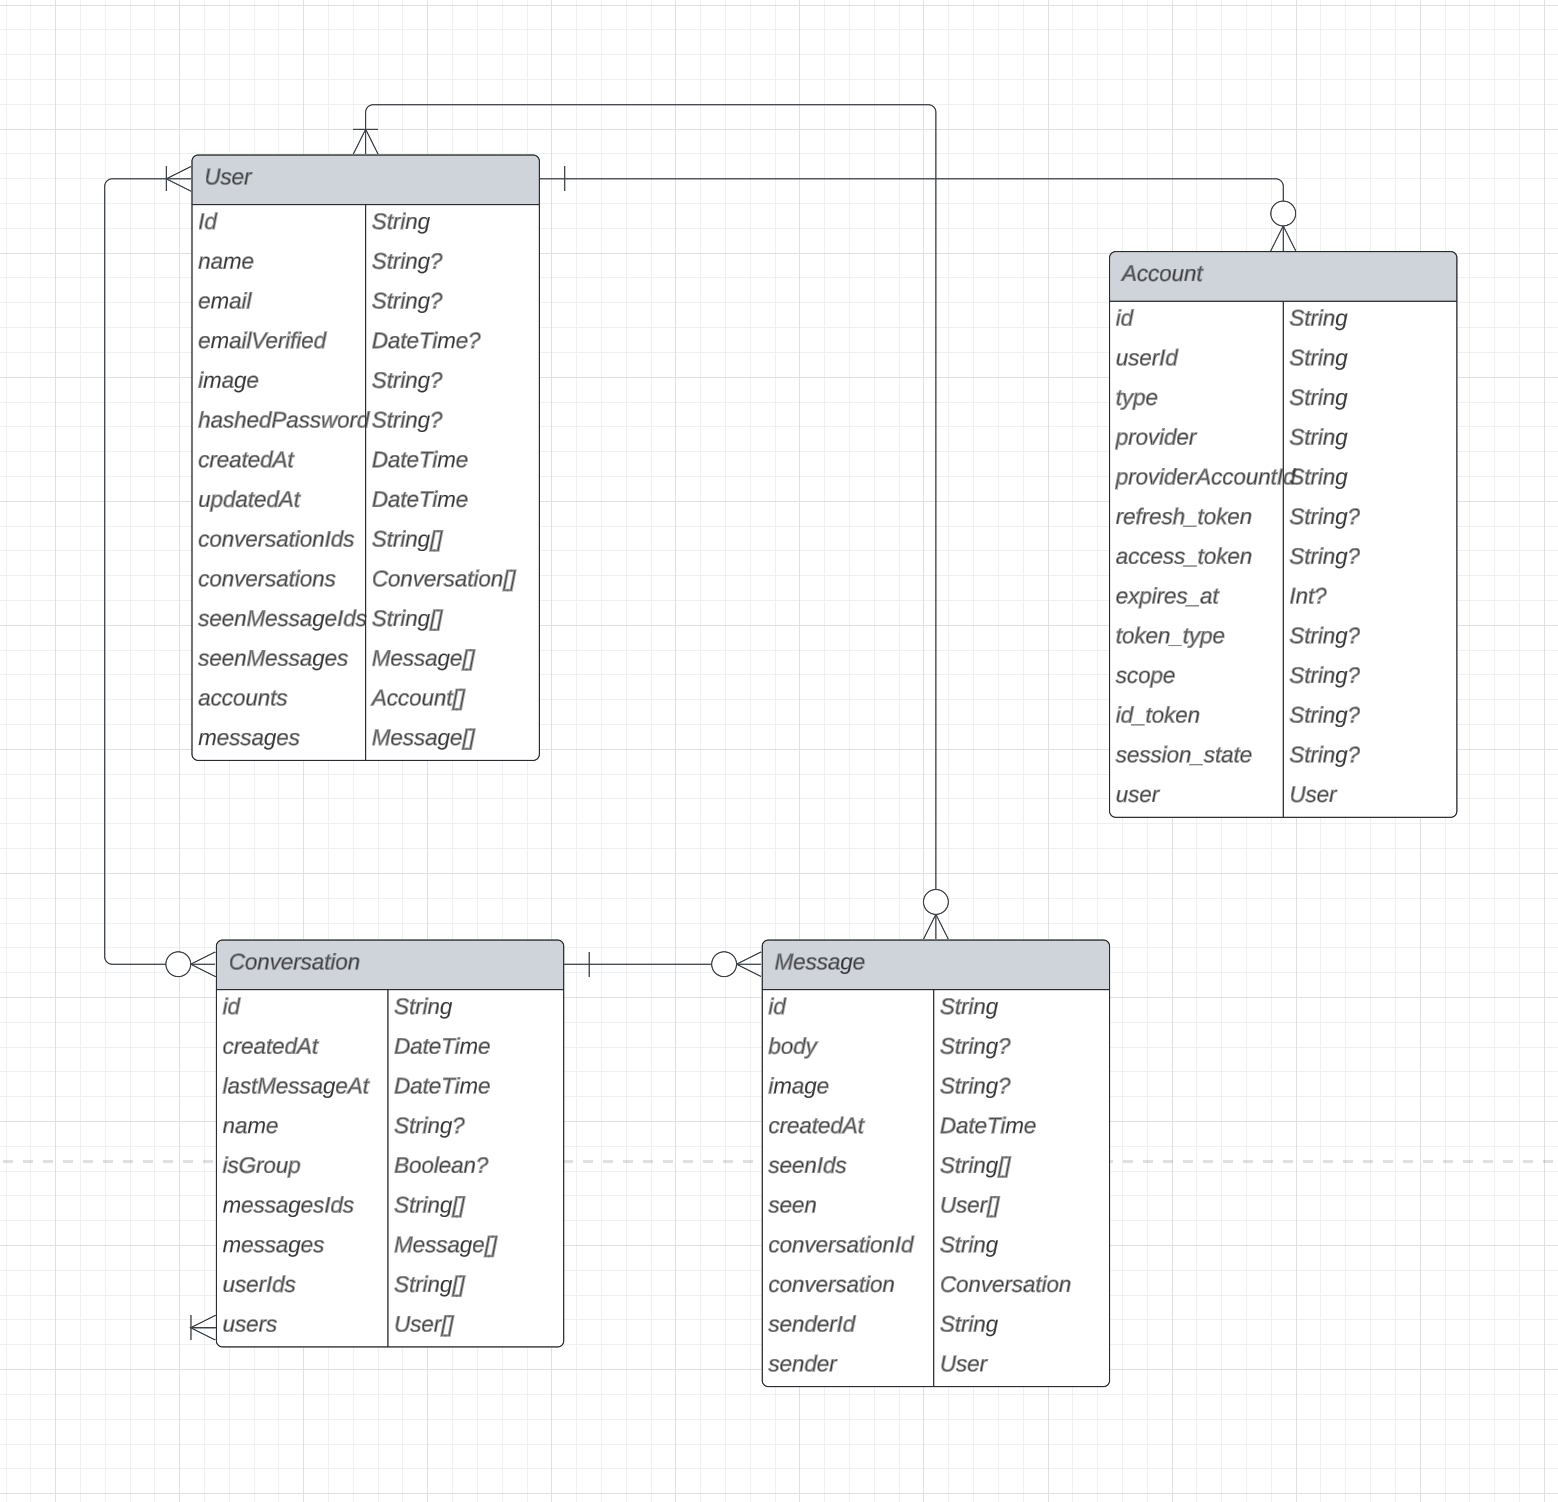 User
Id String
name String?
email String?
emailVerified DateTime?
image String?
hashedPassword String?
createdAt DateTime
updatedAt DateTime
conversationIds String[]
conversations Conversation[]
seenMessageIds String[]
seenMessages Message[]
accounts Account[]
messages Message[]
Account
id String
userId String
type String
provider String
providerAccountId String
refresh_token String?
access_token String?
expires_at Int?
token_type String?
scope String?
id_token String?
session_state String?
user User
Conversation
id String
createdAt DateTime
lastMessageAt DateTime
name String?
isGroup Boolean?
messagesIds String[]
messages Message[]
userIds String[]
users User[]
Message
id String
body String?
image String?
createdAt DateTime
seenIds String[]
seen User[]
conversationId String
conversation Conversation
senderId String
sender User